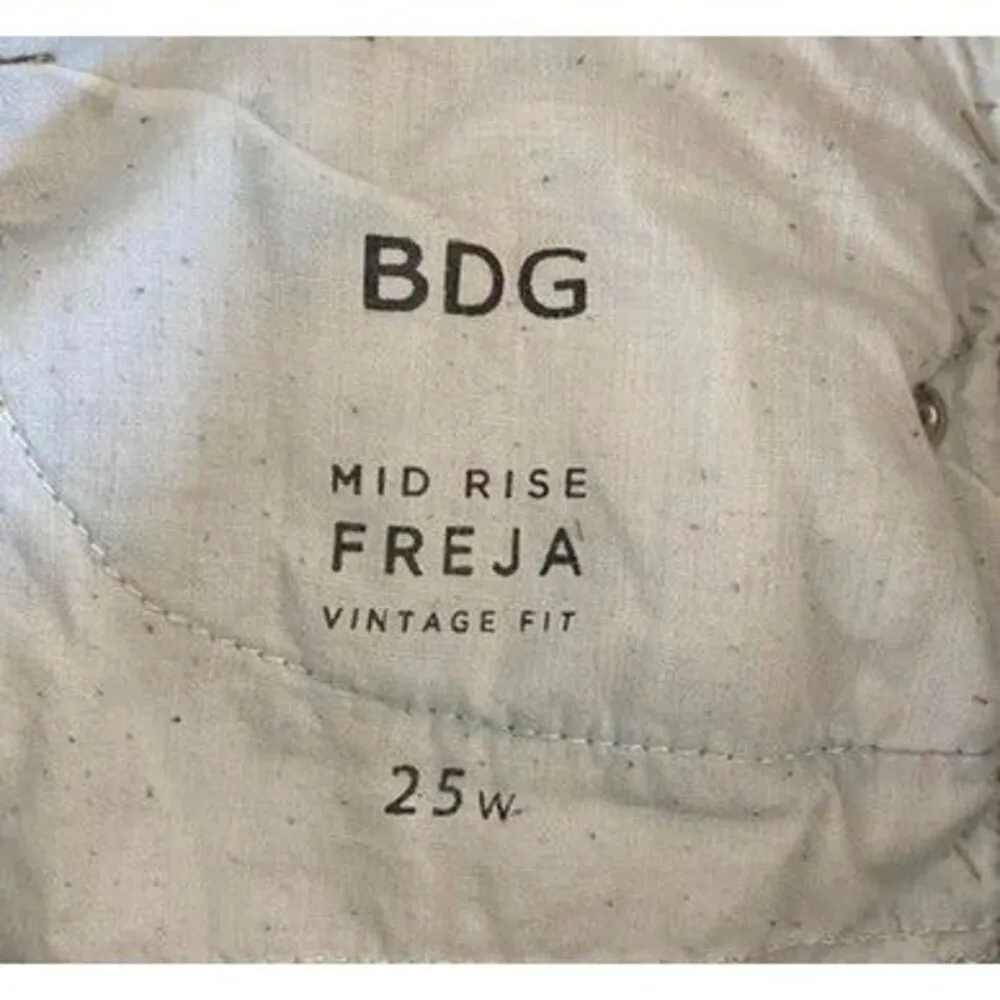 BDG
MID RISE
FREJA
VINTAGE FIT
25W